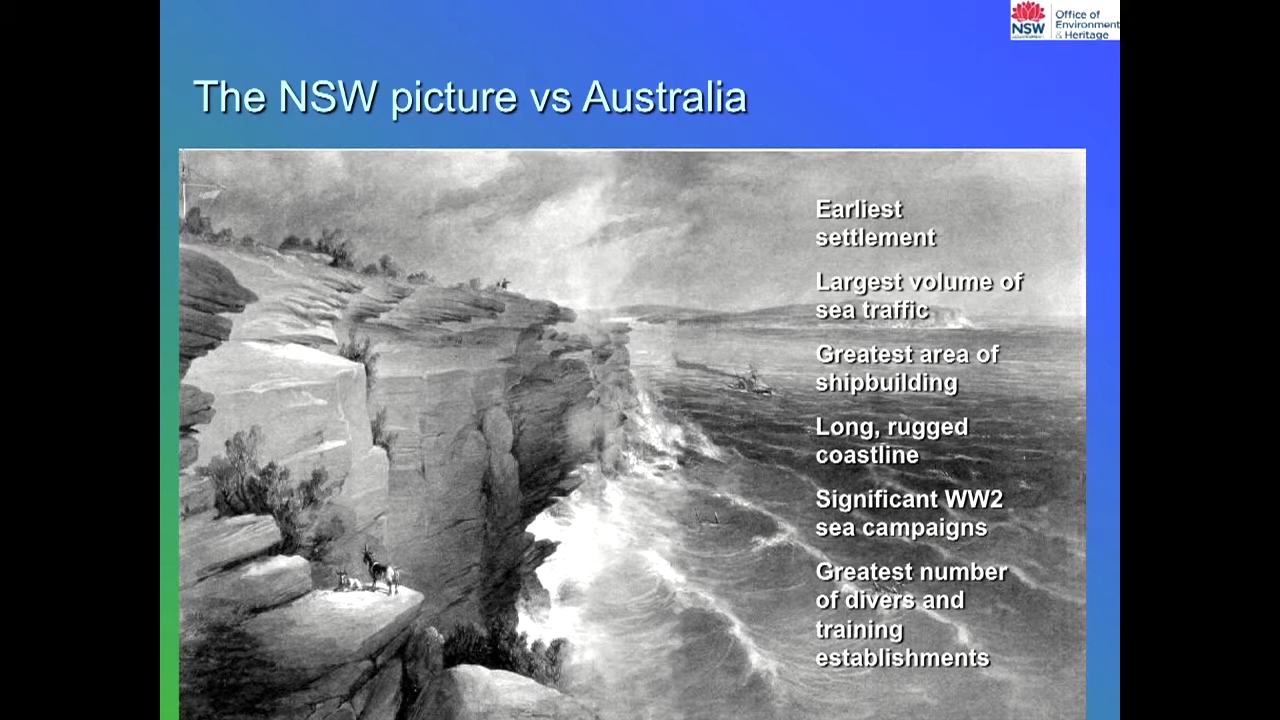 NSW
Office of
Environment
& Heritage
The NSW picture vs Australia
Earliest
settlement
Largest volume of
sea traffic
Greatest area of
shipbuilding
Long, rugged
coastline
Significant WW2
sea campaigns
Greatest number
of divers and
training
establishments